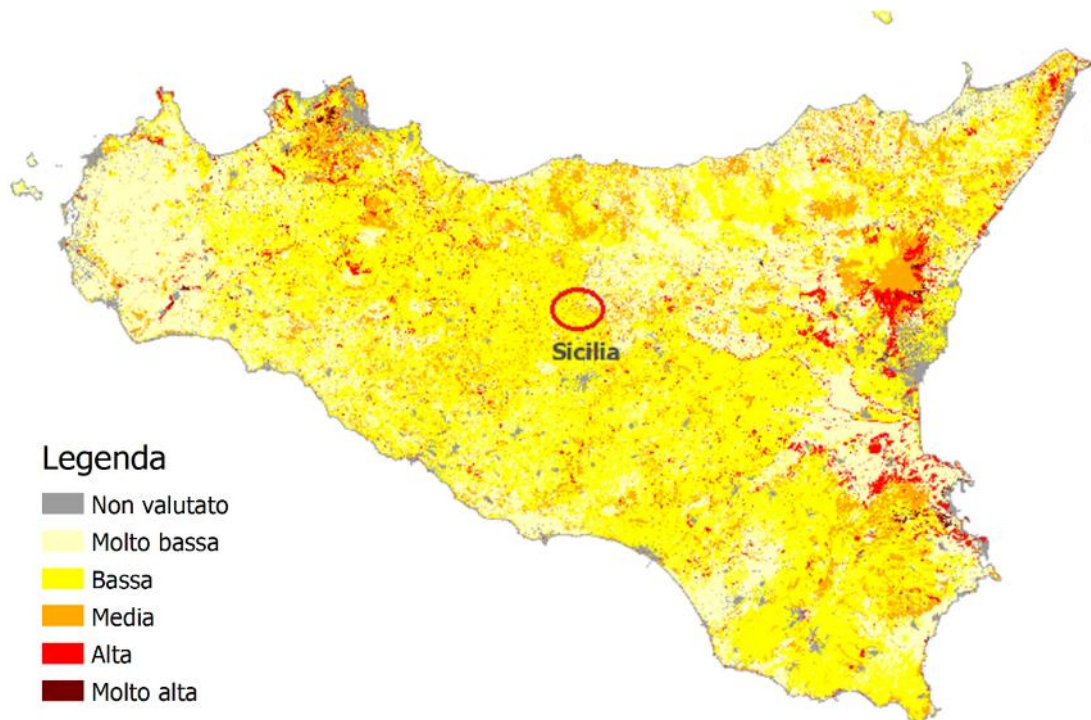 Sicilia
Legenda
Non valutato
Molto bassa
Bassa
Media
Alta
Molto alta